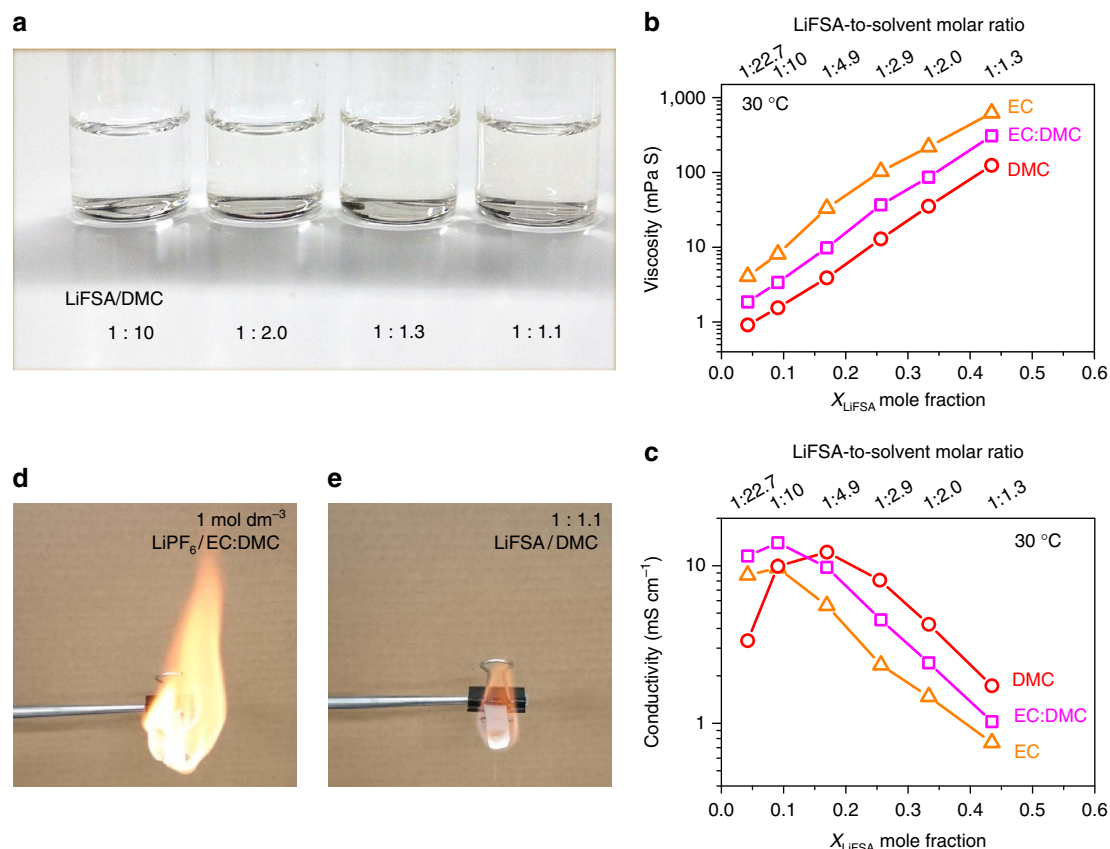 a
LiFSA/DMC
1 : 10
1 : 2.0
1 : 1.3
1 : 1.1
b
LiFSA-to-solvent molar ratio
1:22.7
1:10
1:4.9
1:2.9
1:2.0
1:1.3
30 °C
EC
EC:DMC
DMC
Viscosity (mPa S)
1,000
100
10
1
0.0 0.1 0.2 0.3 0.4 0.5 0.6
X_LiFSA mole fraction
d
1 mol dm⁻³
LiPF₆/EC:DMC
e
1 : 1.1
LiFSA/DMC
c
LiFSA-to-solvent molar ratio
1:22.7
1:10
1:4.9
1:2.9
1:2.0
1:1.3
30 °C
DMC
EC:DMC
EC
Conductivity (mS cm⁻¹)
10
1
0.0 0.1 0.2 0.3 0.4 0.5 0.6
X_LiFSA mole fraction